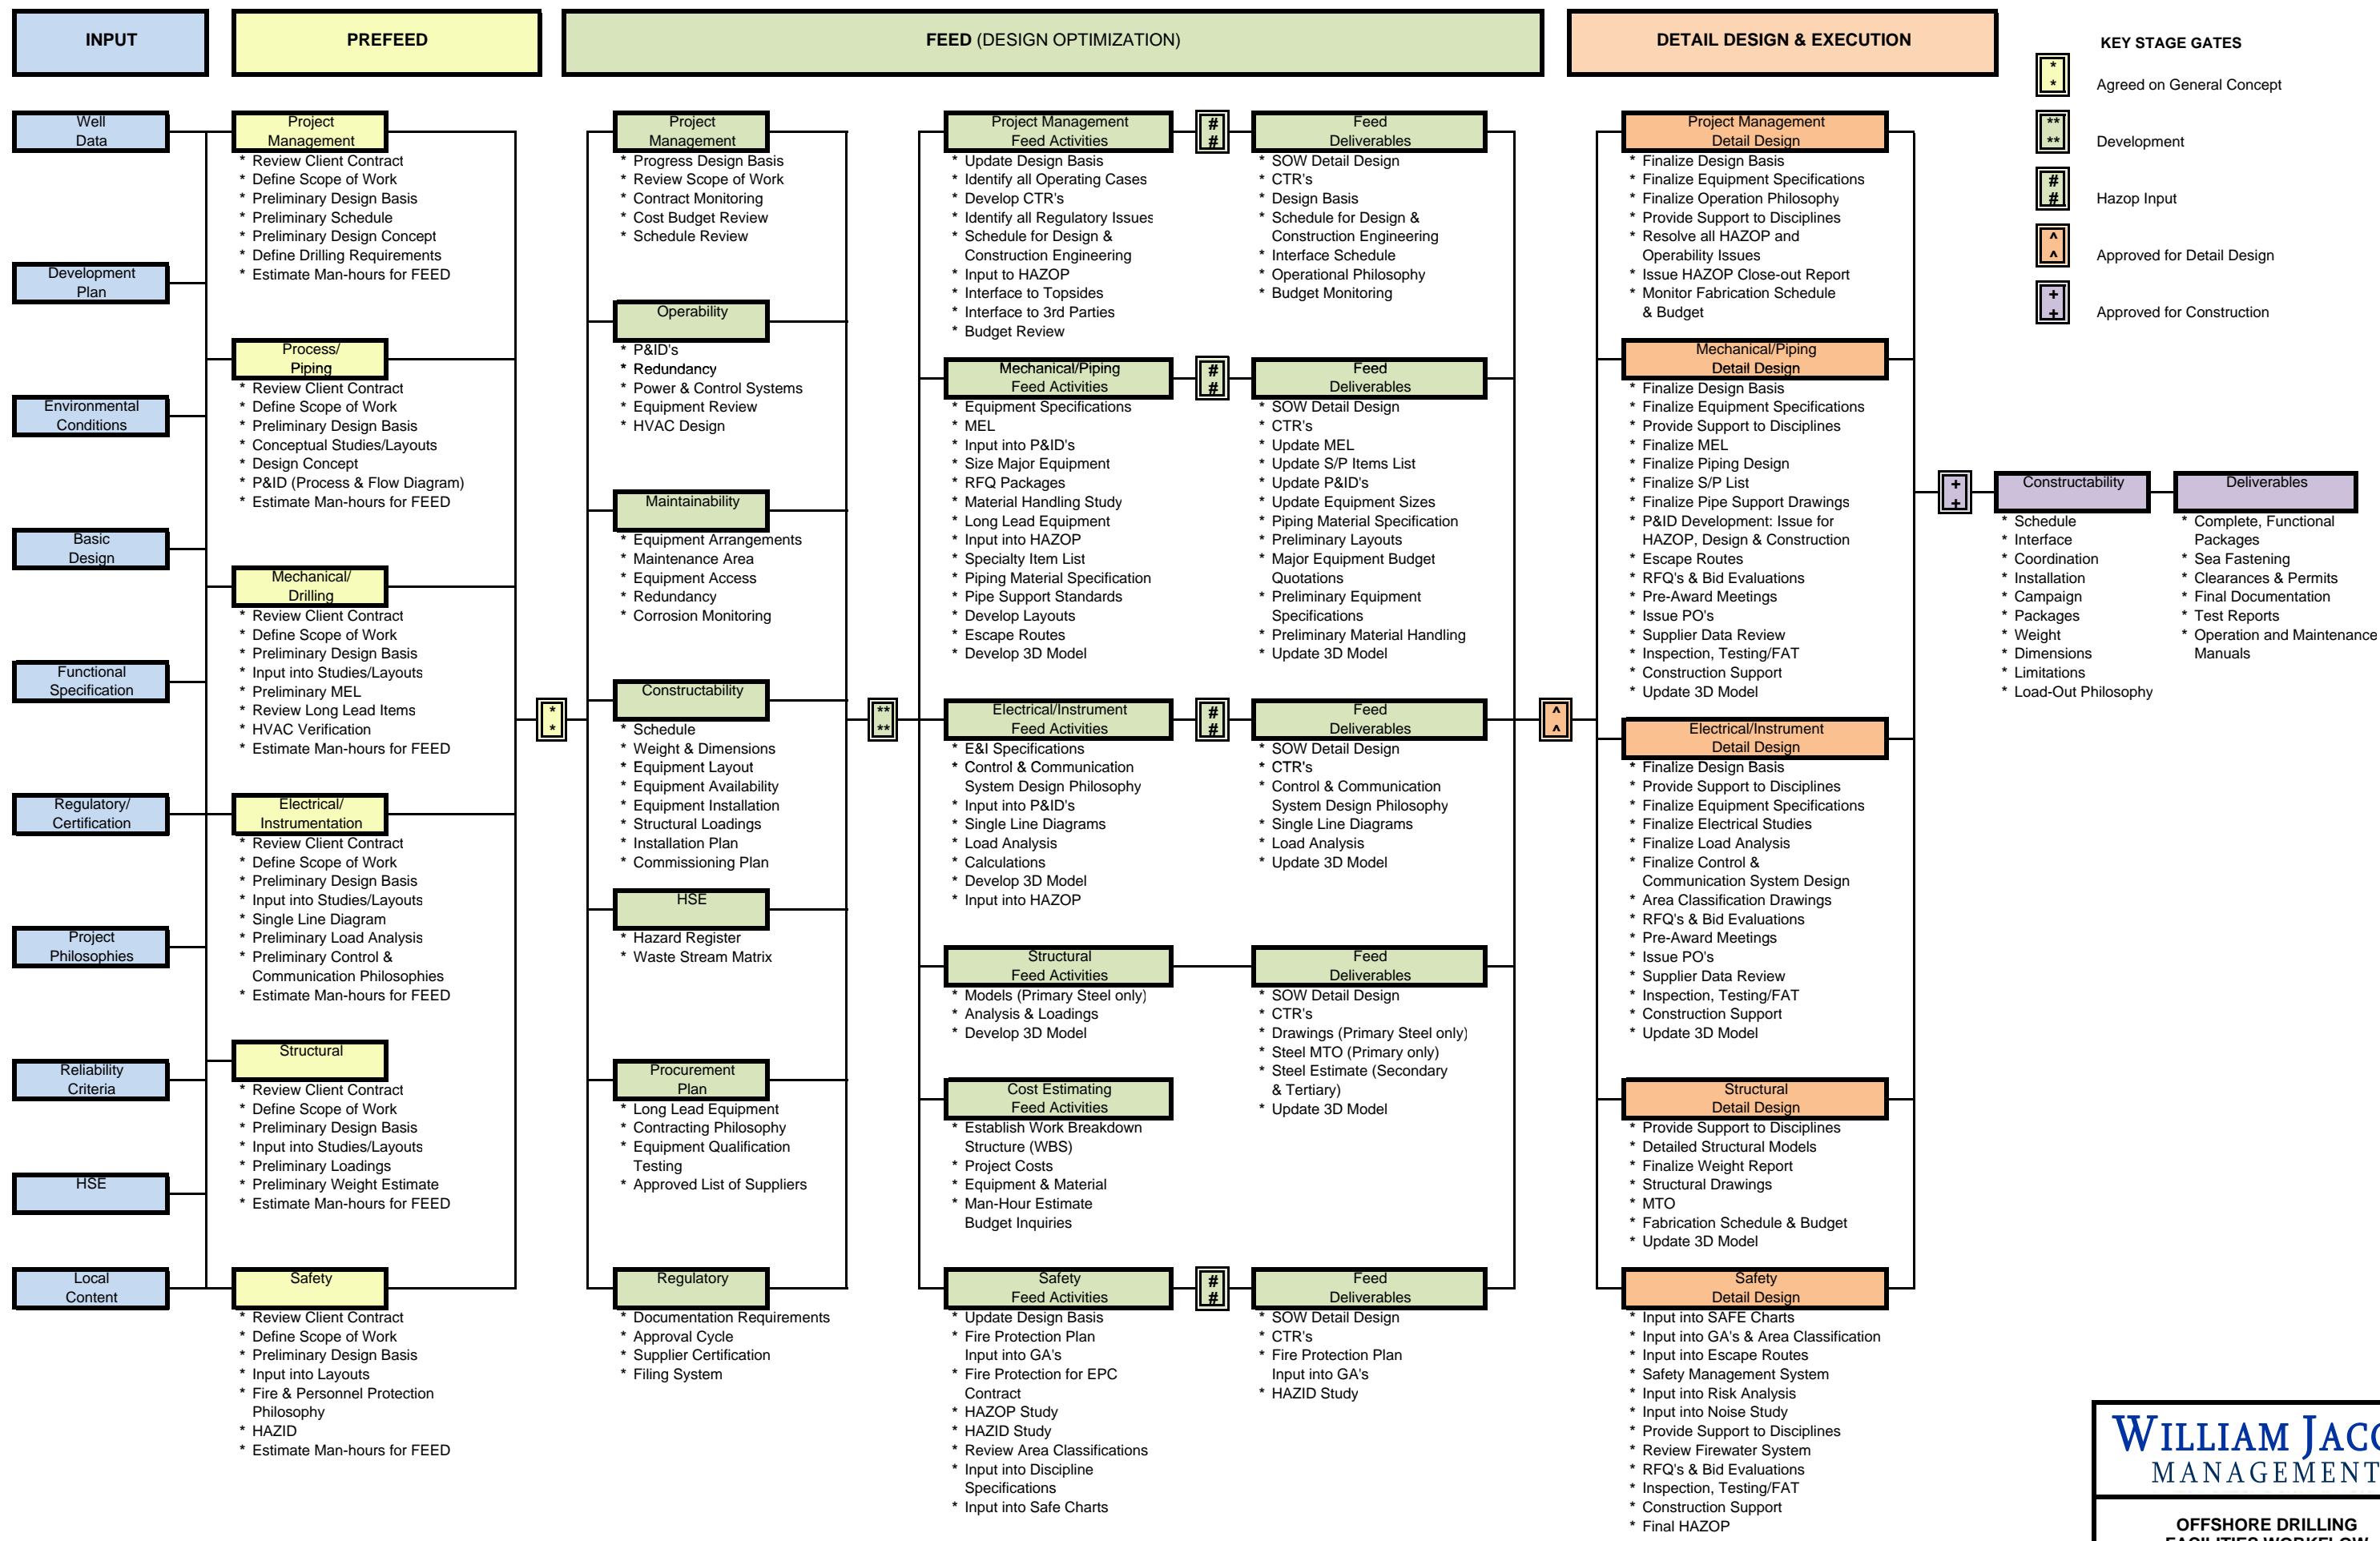 INPUT
PREFEED
FEED (DESIGN OPTIMIZATION)
DETAIL DESIGN & EXECUTION
KEY STAGE GATES
*
*
Agreed on General Concept
**
**
Development
#
#
Hazop Input
^
^
Approved for Detail Design
+
+
Approved for Construction
Well
Data
Development
Plan
Environmental
Conditions
Basic
Design
Functional
Specification
Regulatory/
Certification
Project
Philosophies
Reliability
Criteria
HSE
Local
Content
Project
Management
* Review Client Contract
* Define Scope of Work
* Preliminary Design Basis
* Preliminary Schedule
* Preliminary Design Concept
* Define Drilling Requirements
* Estimate Man-hours for FEED
Process/
Piping
* Review Client Contract
* Define Scope of Work
* Preliminary Design Basis
* Conceptual Studies/Layouts
* Design Concept
* P&ID (Process & Flow Diagram)
* Estimate Man-hours for FEED
Mechanical/
Drilling
* Review Client Contract
* Define Scope of Work
* Preliminary Design Basis
* Input into Studies/Layouts
* Preliminary MEL
* Review Long Lead Items
* HVAC Verification
* Estimate Man-hours for FEED
Electrical/
Instrumentation
* Review Client Contract
* Define Scope of Work
* Preliminary Design Basis
* Input into Studies/Layouts
* Single Line Diagram
* Preliminary Load Analysis
* Preliminary Control &
Communication Philosophies
* Estimate Man-hours for FEED
Structural
* Review Client Contract
* Define Scope of Work
* Preliminary Design Basis
* Input into Studies/Layouts
* Preliminary Loadings
* Preliminary Weight Estimate
* Estimate Man-hours for FEED
Safety
* Review Client Contract
* Define Scope of Work
* Preliminary Design Basis
* Input into Layouts
* Fire & Personnel Protection
Philosophy
* HAZID
* Estimate Man-hours for FEED
*
*
Project
Management
* Progress Design Basis
* Review Scope of Work
* Contract Monitoring
* Cost Budget Review
* Schedule Review
Operability
* P&ID's
* Redundancy
* Power & Control Systems
* Equipment Review
* HVAC Design
Maintainability
* Equipment Arrangements
* Maintenance Area
* Equipment Access
* Redundancy
* Corrosion Monitoring
Constructability
* Schedule
* Weight & Dimensions
* Equipment Layout
* Equipment Availability
* Equipment Installation
* Structural Loadings
* Installation Plan
* Commissioning Plan
HSE
* Hazard Register
* Waste Stream Matrix
Procurement
Plan
* Long Lead Equipment
* Contracting Philosophy
* Equipment Qualification
Testing
* Approved List of Suppliers
Regulatory
* Documentation Requirements
* Approval Cycle
* Supplier Certification
* Filing System
**
**
Project Management
Feed Activities
* Update Design Basis
* Identify all Operating Cases
* Develop CTR's
* Identify all Regulatory Issues
* Schedule for Design &
Construction Engineering
* Input to HAZOP
* Interface to Topsides
* Interface to 3rd Parties
* Budget Review
#
#
Feed
Deliverables
* SOW Detail Design
* CTR's
* Design Basis
* Schedule for Design &
Construction Engineering
* Interface Schedule
* Operational Philosophy
* Budget Monitoring
Mechanical/Piping
Feed Activities
* Equipment Specifications
* MEL
* Input into P&ID's
* Size Major Equipment
* RFQ Packages
* Material Handling Study
* Long Lead Equipment
* Input into HAZOP
* Specialty Item List
* Piping Material Specification
* Pipe Support Standards
* Develop Layouts
* Escape Routes
* Develop 3D Model
#
#
Feed
Deliverables
* SOW Detail Design
* CTR's
* Update MEL
* Update S/P Items List
* Update P&ID's
* Update Equipment Sizes
* Piping Material Specification
* Preliminary Layouts
* Major Equipment Budget
Quotations
* Preliminary Equipment
Specifications
* Preliminary Material Handling
* Update 3D Model
Electrical/Instrument
Feed Activities
* E&I Specifications
* Control & Communication
System Design Philosophy
* Input into P&ID's
* Single Line Diagrams
* Load Analysis
* Calculations
* Develop 3D Model
* Input into HAZOP
#
#
Feed
Deliverables
* SOW Detail Design
* CTR's
* Control & Communication
System Design Philosophy
* Single Line Diagrams
* Load Analysis
* Update 3D Model
Structural
Feed Activities
* Models (Primary Steel only)
* Analysis & Loadings
* Develop 3D Model
Feed
Deliverables
* SOW Detail Design
* CTR's
* Drawings (Primary Steel only)
* Steel MTO (Primary only)
* Steel Estimate (Secondary
& Tertiary)
* Update 3D Model
Cost Estimating
Feed Activities
* Establish Work Breakdown
Structure (WBS)
* Project Costs
* Equipment & Material
* Man-Hour Estimate
Budget Inquiries
Safety
Feed Activities
* Update Design Basis
* Fire Protection Plan
Input into GA's
* Fire Protection for EPC
Contract
* HAZOP Study
* HAZID Study
* Review Area Classifications
* Input into Discipline
Specifications
* Input into Safe Charts
#
#
Feed
Deliverables
* SOW Detail Design
* CTR's
* Fire Protection Plan
Input into GA's
* HAZID Study
^
^
Project Management
Detail Design
* Finalize Design Basis
* Finalize Equipment Specifications
* Finalize Operation Philosophy
* Provide Support to Disciplines
* Resolve all HAZOP and
Operability Issues
* Issue HAZOP Close-out Report
* Monitor Fabrication Schedule
& Budget
Mechanical/Piping
Detail Design
* Finalize Design Basis
* Finalize Equipment Specifications
* Provide Support to Disciplines
* Finalize MEL
* Finalize Piping Design
* Finalize S/P List
* Finalize Pipe Support Drawings
* P&ID Development: Issue for
HAZOP, Design & Construction
* Escape Routes
* RFQ's & Bid Evaluations
* Pre-Award Meetings
* Issue PO's
* Supplier Data Review
* Inspection, Testing/FAT
* Construction Support
* Update 3D Model
Electrical/Instrument
Detail Design
* Finalize Design Basis
* Provide Support to Disciplines
* Finalize Equipment Specifications
* Finalize Electrical Studies
* Finalize Load Analysis
* Finalize Control &
Communication System Design
* Area Classification Drawings
* RFQ's & Bid Evaluations
* Pre-Award Meetings
* Issue PO's
* Supplier Data Review
* Inspection, Testing/FAT
* Construction Support
* Update 3D Model
Structural
Detail Design
* Provide Support to Disciplines
* Detailed Structural Models
* Finalize Weight Report
* Structural Drawings
* MTO
* Fabrication Schedule & Budget
* Update 3D Model
Safety
Detail Design
* Input into SAFE Charts
* Input into GA's & Area Classification
* Input into Escape Routes
* Safety Management System
* Input into Risk Analysis
* Input into Noise Study
* Provide Support to Disciplines
* Review Firewater System
* RFQ's & Bid Evaluations
* Inspection, Testing/FAT
* Construction Support
* Final HAZOP
+
+
Constructability
* Schedule
* Interface
* Coordination
* Installation
* Campaign
* Packages
* Weight
* Dimensions
* Limitations
* Load-Out Philosophy
Deliverables
* Complete, Functional
Packages
* Sea Fastening
* Clearances & Permits
* Final Documentation
* Test Reports
* Operation and Maintenance
Manuals
WILLIAM
MANAGEMENT
OFFSHORE DRILLING
FACILITIES WORKFLOW